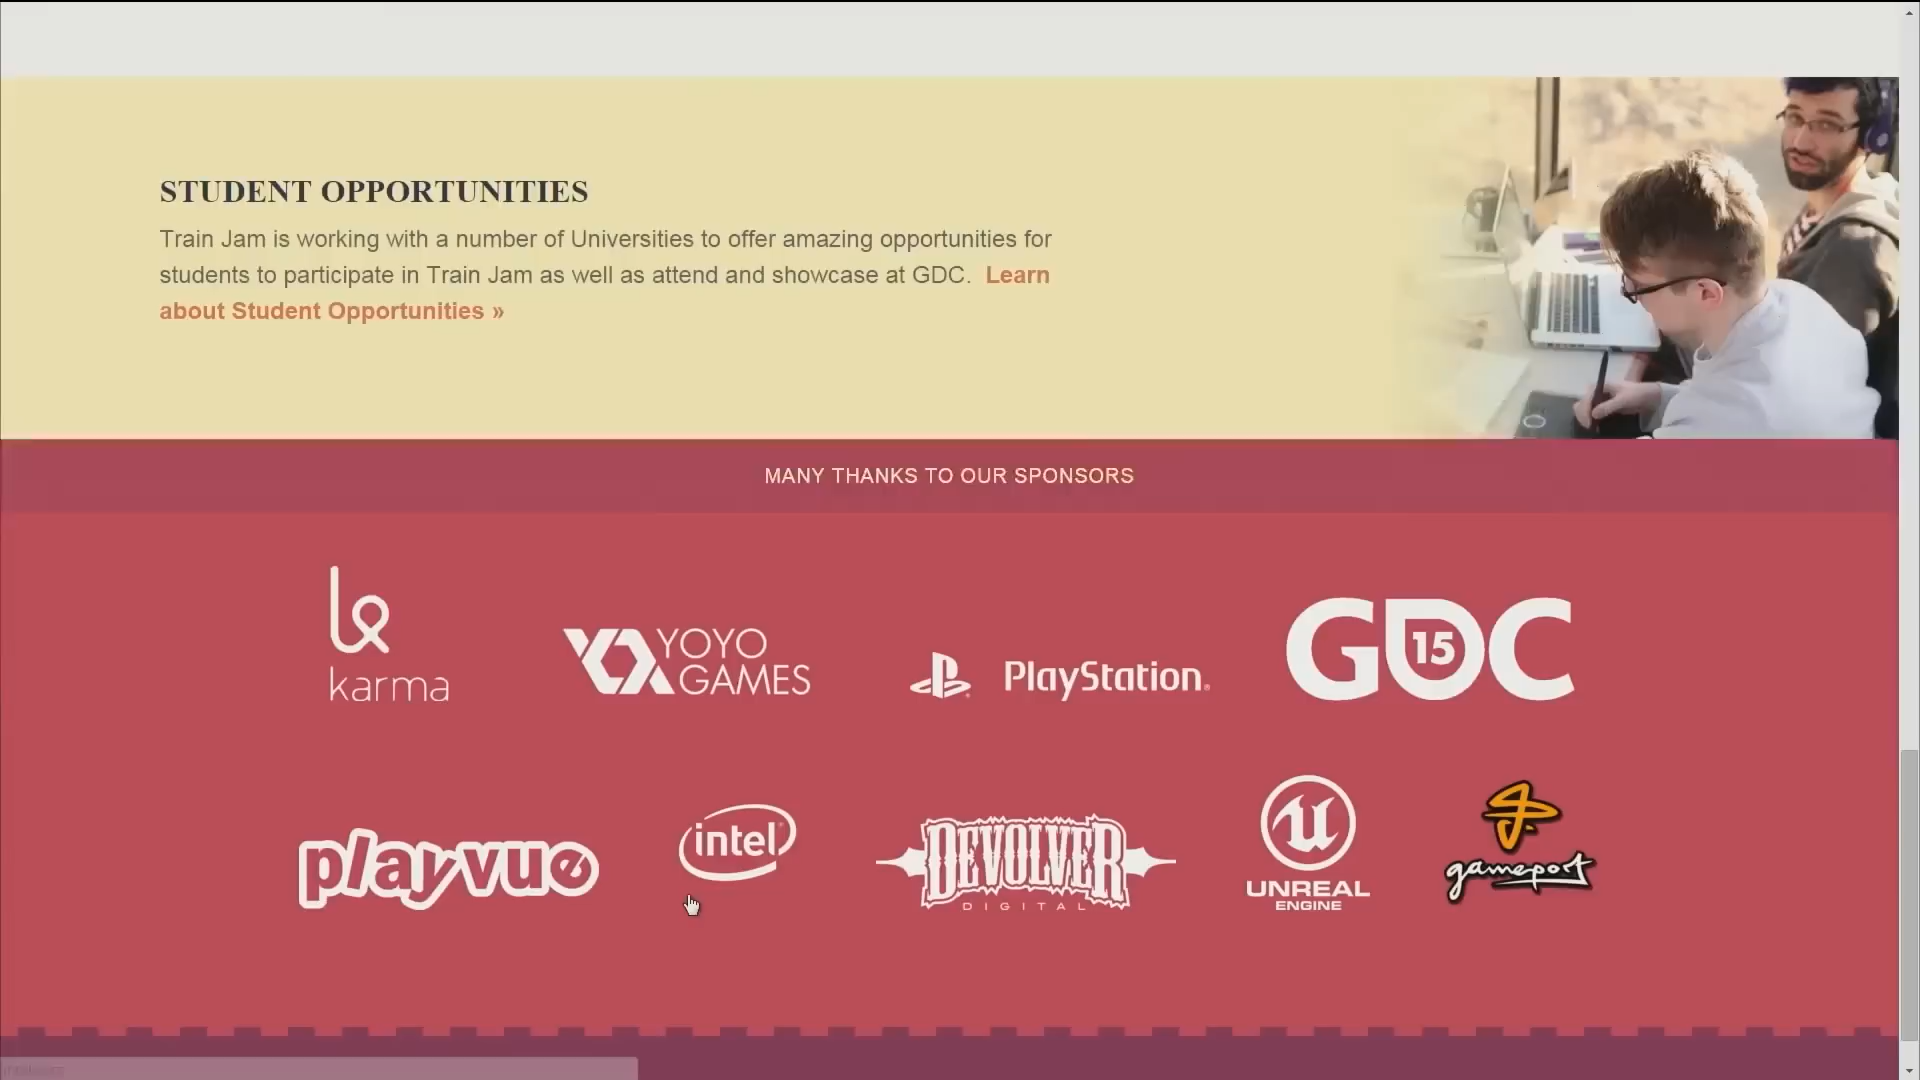 STUDENT OPPORTUNITIES
Train Jam is working with a number of Universities to offer amazing opportunities for
students to participate in Train Jam as well as attend and showcase at GDC. Learn
about Student Opportunities »
MANY THANKS TO OUR SPONSORS
karma
YOYO
GAMES
PlayStation
GDC
15
playvue
intel
DEVOLVER
DIGITAL
UNREAL
ENGINE
gameport